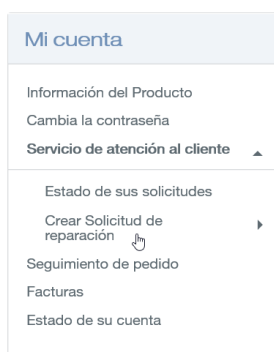 Mi cuenta
Información del Producto
Cambia la contraseña
Servicio de atención al cliente
Estado de sus solicitudes
Crear Solicitud de
reparación
Seguimiento de pedido
Facturas
Estado de su cuenta